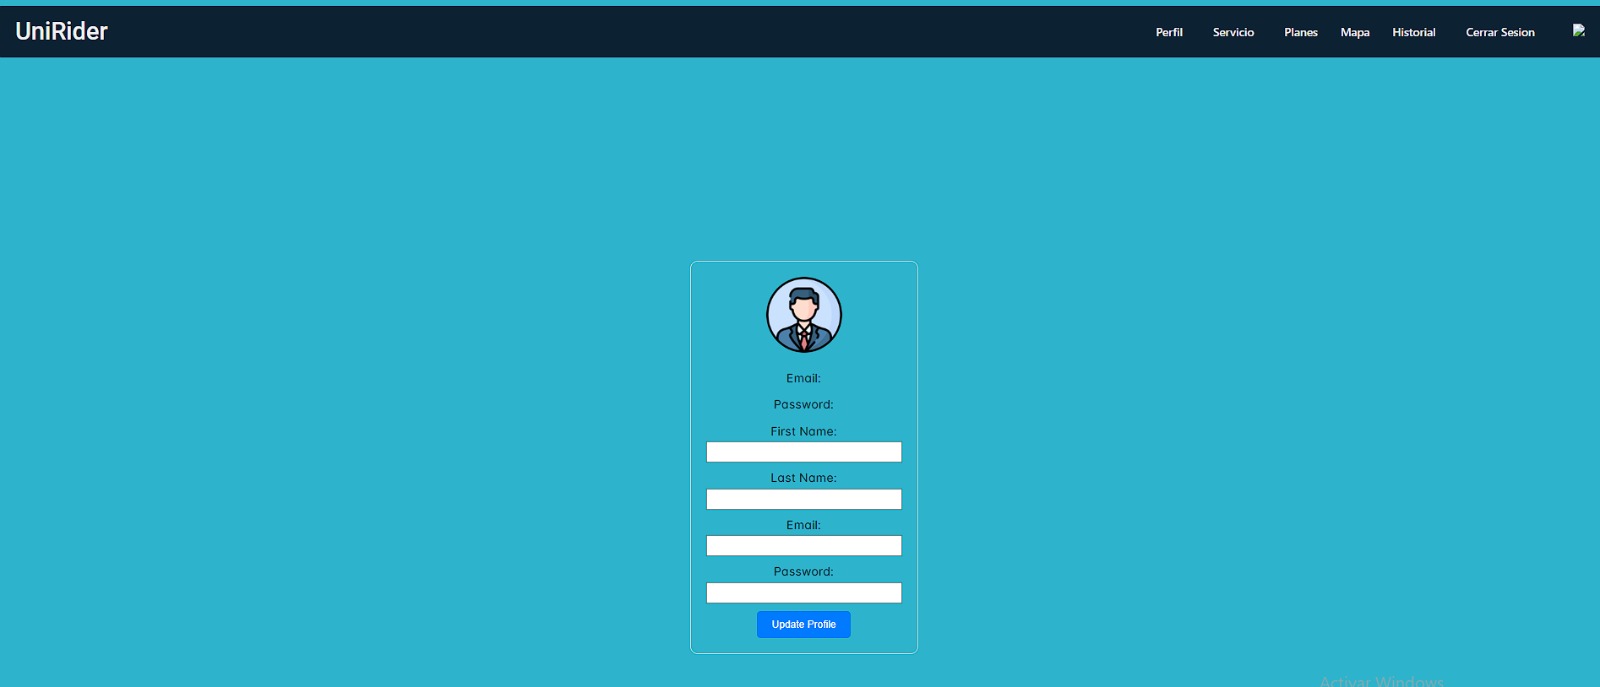 UniRider
Perfil Servicio Planes Mapa Historial Cerrar Sesion
Email:
Password:
First Name:
Last Name:
Email:
Password:
Update Profile
Activar Windows